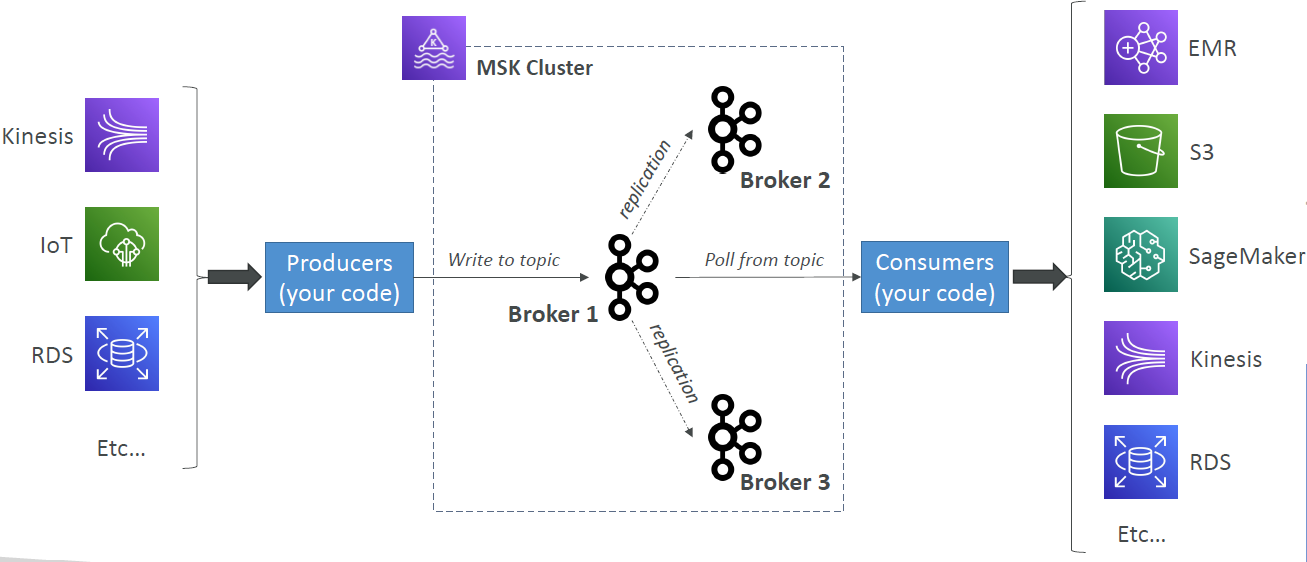 Kinesis
IoT
RDS
Etc...
Producers
(your code)
MSK Cluster
Write to topic
Broker 1
replication
Broker 2
replication
Broker 3
Poll from topic
Consumers
(your code)
EMR
S3
SageMaker
Kinesis
RDS
Etc...
K